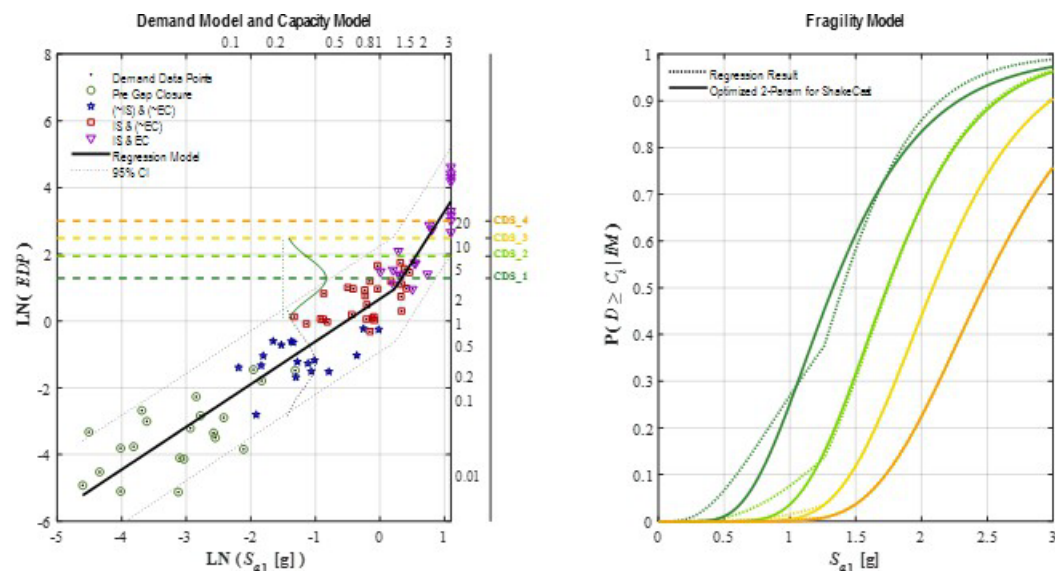 Demand Model and Capacity Model
0.1 0.2 0.5 0.8 1 1.5 2 3
8
6
4
2
0
-2
-4
-6
LN(EDP)
Demand Data Points
Pre Gap Closure
(~IS) & (~EC)
IS & (~EC)
IS & EC
Regression Model
95% CI
20
10
5
2
1
0.5
0.2
0.1
0.01
CDS_4
CDS_3
CDS_2
CDS_1
-5 -4 -3 -2 -1 0 1
LN (Sa1 [g])
Fragility Model
1
0.9
0.8
0.7
0.6
0.5
0.4
0.3
0.2
0.1
0
P(D ≥ Ci | IM)
Regression Result
Optimized 2-Param for ShakeCast
0 0.5 1 1.5 2 2.5 3
Sa1 [g]